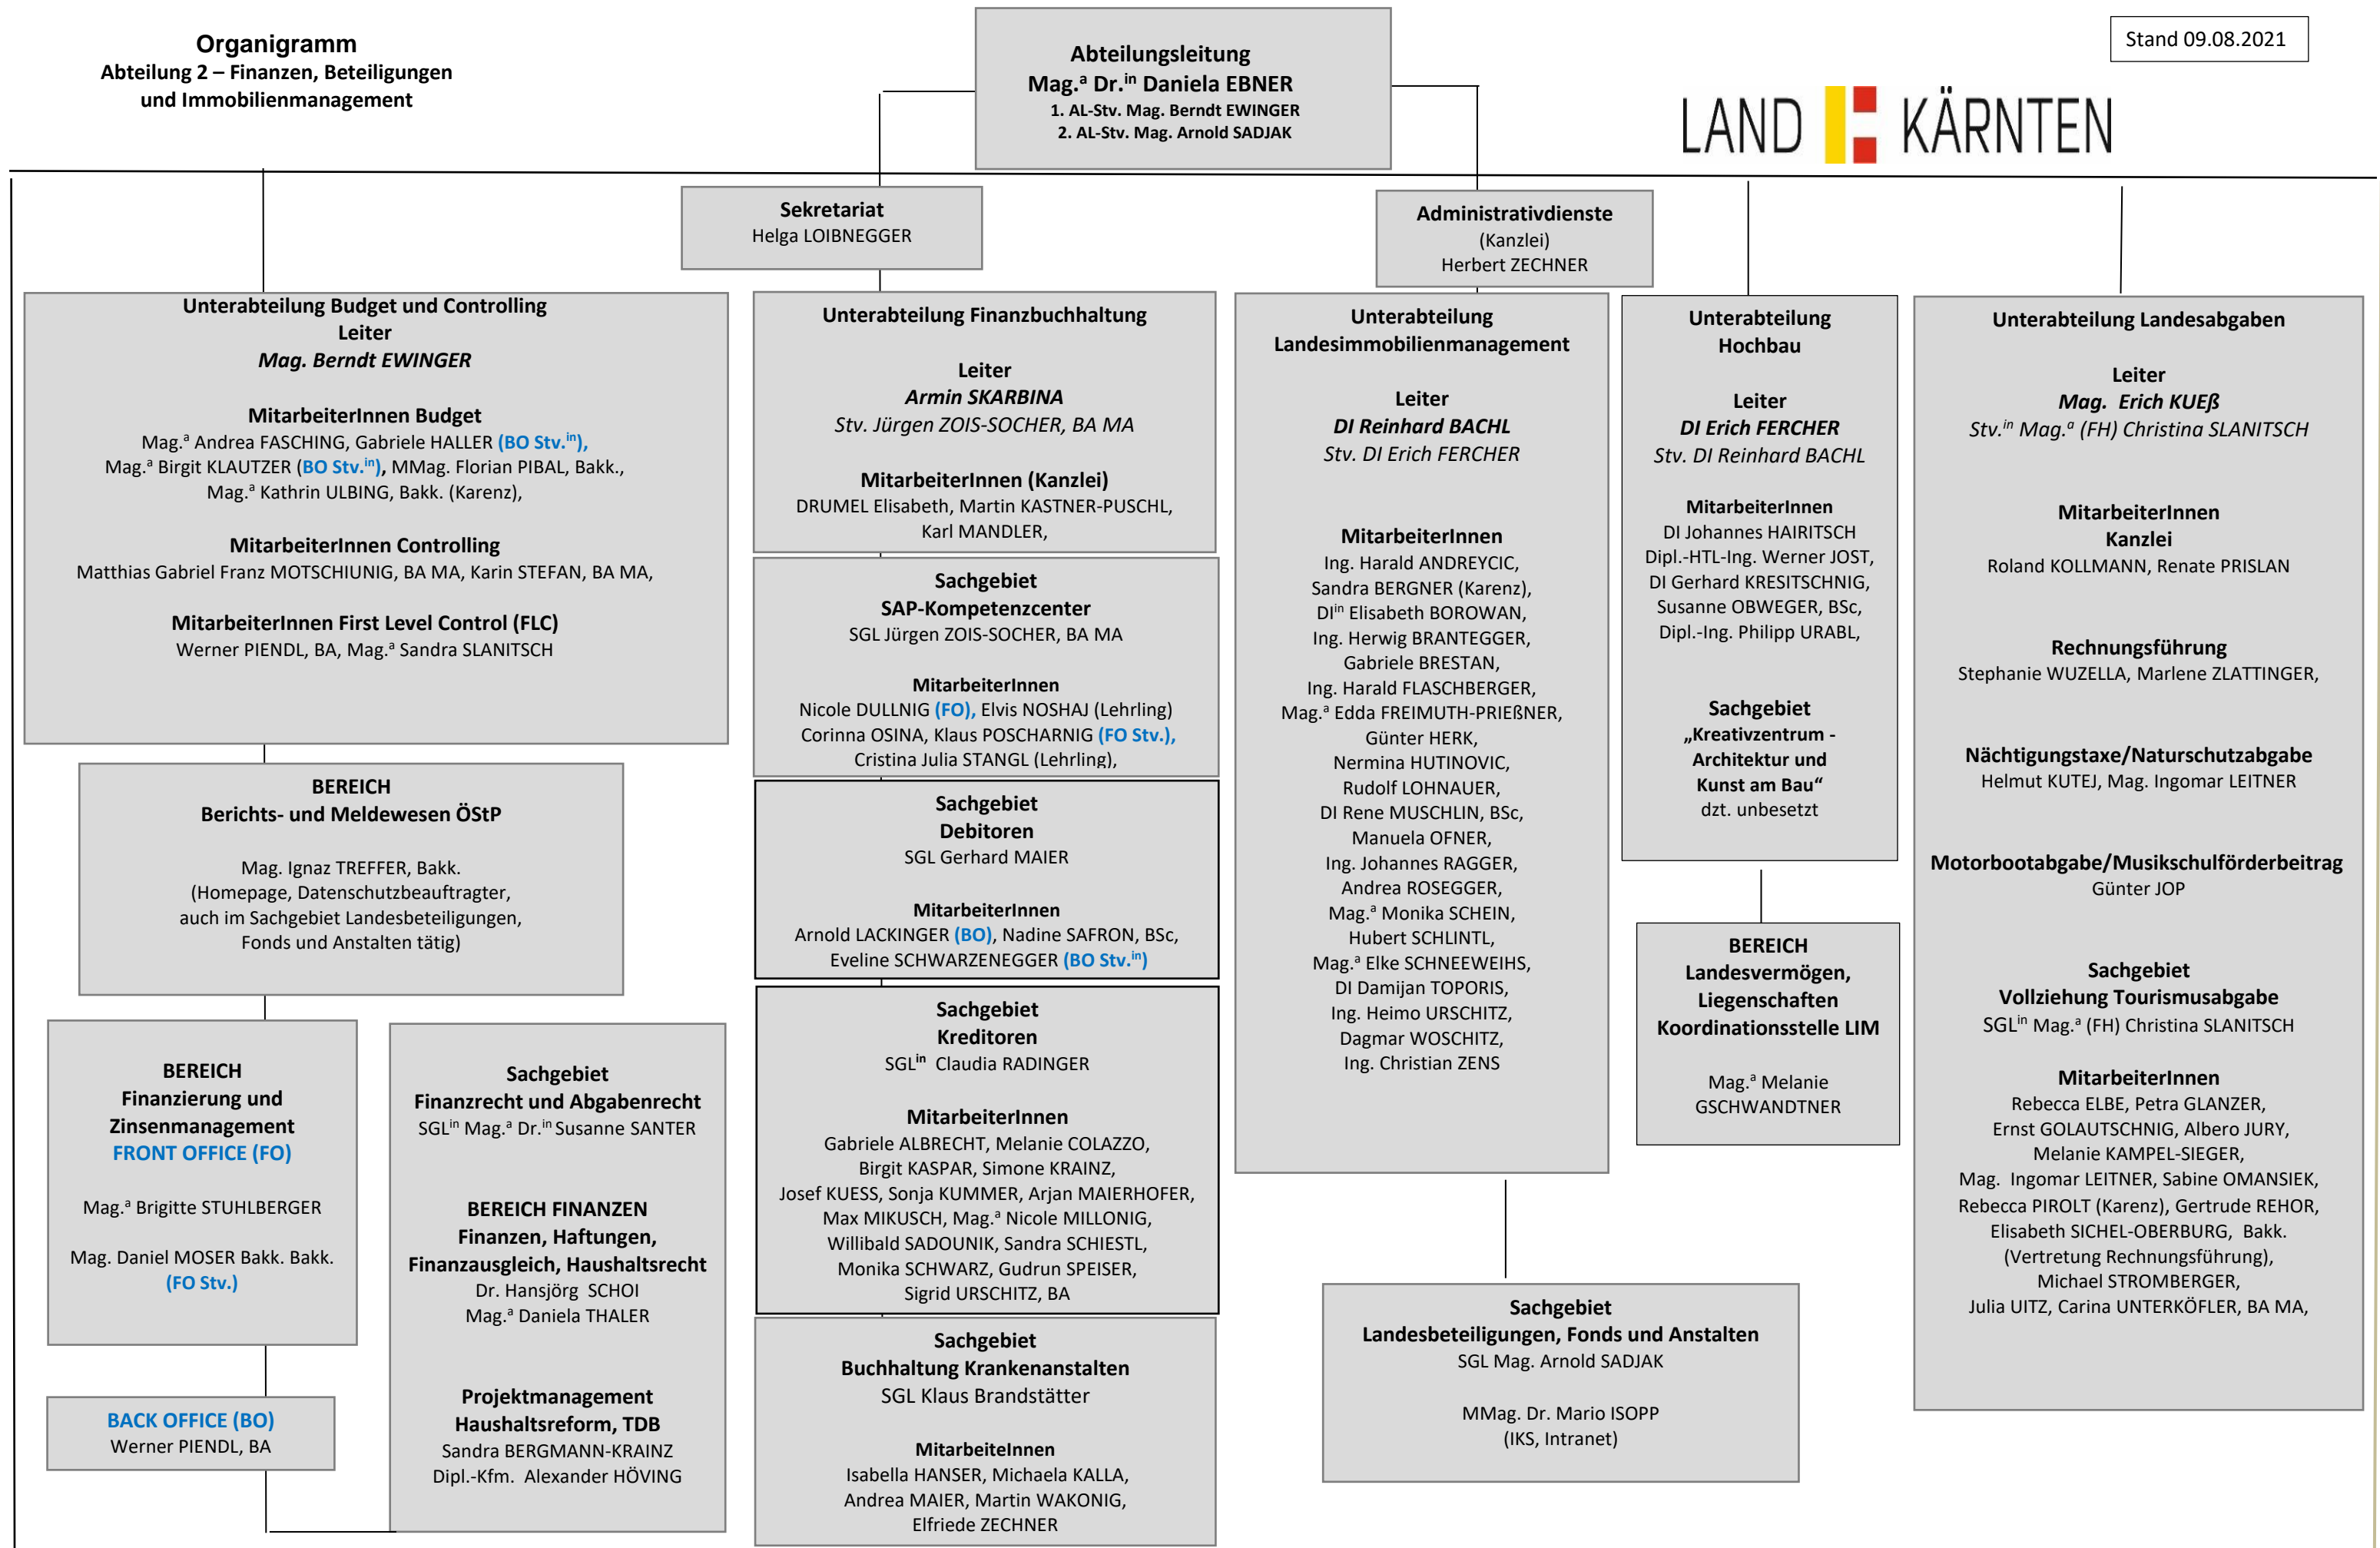 Organigramm
Abteilung 2 – Finanzen, Beteiligungen
und Immobilienmanagement
Abteilungsleitung
Mag.ª Dr.in Daniela EBNER
1. AL-Stv. Mag. Berndt EWINGER
2. AL-Stv. Mag. Arnold SADJAK
Stand 09.08.2021
LAND KÄRNTEN
Sekretariat
Helga LOIBNEGGER
Administrativdienste
(Kanzlei)
Herbert ZECHNER
Unterabteilung Budget und Controlling
Leiter
Mag. Berndt EWINGER
MitarbeiterInnen Budget
Mag.ª Andrea FASCHING, Gabriele HALLER (BO Stv.in),
Mag.ª Birgit KLAUTZER (BO Stv.in), MMag. Florian PIBAL, Bakk.,
Mag.ª Kathrin ULBING, Bakk. (Karenz),
MitarbeiterInnen Controlling
Matthias Gabriel Franz MOTSCHIUNIG, BA MA, Karin STEFAN, BA MA,
MitarbeiterInnen First Level Control (FLC)
Werner PIENDL, BA, Mag.ª Sandra SLANITSCH
BEREICH
Berichts- und Meldewesen ÖStP
Mag. Ignaz TREFFER, Bakk.
(Homepage, Datenschutzbeauftragter,
auch im Sachgebiet Landesbeteiligungen,
Fonds und Anstalten tätig)
BEREICH
Finanzierung und
Zinsenmanagement
FRONT OFFICE (FO)
Mag.ª Brigitte STUHLBERGER
Mag. Daniel MOSER Bakk. Bakk.
(FO Stv.)
BACK OFFICE (BO)
Werner PIENDL, BA
Sachgebiet
Finanzrecht und Abgabenrecht
SGLin Mag.ª Dr.in Susanne SANTER
BEREICH FINANZEN
Finanzen, Haftungen,
Finanzausgleich, Haushaltsrecht
Dr. Hansjörg SCHOI
Mag.ª Daniela THALER
Projektmanagement
Haushaltsreform, TDB
Sandra BERGMANN-KRAINZ
Dipl.-Kfm. Alexander HÖVING
Unterabteilung Finanzbuchhaltung
Leiter
Armin SKARBINA
Stv. Jürgen ZOIS-SOCHER, BA MA
MitarbeiterInnen (Kanzlei)
DRUMEL Elisabeth, Martin KASTNER-PUSCHL,
Karl MANDLER,
Sachgebiet
SAP-Kompetenzcenter
SGL Jürgen ZOIS-SOCHER, BA MA
MitarbeiterInnen
Nicole DULLNIG (FO), Elvis NOSHAJ (Lehrling)
Corinna OSINA, Klaus POSCHARNIG (FO Stv.),
Cristina Julia STANGL (Lehrling),
Sachgebiet
Debitoren
SGL Gerhard MAIER
MitarbeiterInnen
Arnold LACKINGER (BO), Nadine SAFRON, BSc,
Eveline SCHWARZENEGGER (BO Stv.in)
Sachgebiet
Kreditoren
SGLin Claudia RADINGER
MitarbeiterInnen
Gabriele ALBRECHT, Melanie COLAZZO,
Birgit KASPAR, Simone KRAINZ,
Josef KUESS, Sonja KUMMER, Arjan MAIERHOFER,
Max MIKUSCH, Mag.ª Nicole MILLONIG,
Willibald SADOUNIK, Sandra SCHIESTL,
Monika SCHWARZ, Gudrun SPEISER,
Sigrid URSCHITZ, BA
Sachgebiet
Buchhaltung Krankenanstalten
SGL Klaus Brandstätter
MitarbeiteInnen
Isabella HANSER, Michaela KALLA,
Andrea MAIER, Martin WAKONIG,
Elfriede ZECHNER
Unterabteilung
Landesimmobilienmanagement
Leiter
DI Reinhard BACHL
Stv. DI Erich FERCHER
MitarbeiterInnen
Ing. Harald ANDREYCIC,
Sandra BERGNER (Karenz),
DIin Elisabeth BOROWAN,
Ing. Herwig BRANTEGGER,
Gabriele BRESTAN,
Ing. Harald FLASCHBERGER,
Mag.ª Edda FREIMUTH-PRIEßNER,
Günter HERK,
Nermina HUTINOVIC,
Rudolf LOHNAUER,
DI Rene MUSCHLIN, BSc,
Manuela OFNER,
Ing. Johannes RAGGER,
Andrea ROSEGGER,
Mag.ª Monika SCHEIN,
Hubert SCHLINTL,
Mag.ª Elke SCHNEEWEIHS,
DI Damijan TOPORIS,
Ing. Heimo URSCHITZ,
Dagmar WOSCHITZ,
Ing. Christian ZENS
Sachgebiet
Landesbeteiligungen, Fonds und Anstalten
SGL Mag. Arnold SADJAK
MMag. Dr. Mario ISOPP
(IKS, Intranet)
Unterabteilung
Hochbau
Leiter
DI Erich FERCHER
Stv. DI Reinhard BACHL
MitarbeiterInnen
DI Johannes HAIRITSCH
Dipl.-HTL-Ing. Werner JOST,
DI Gerhard KRESITSCHNIG,
Susanne OBWEGER, BSc,
Dipl.-Ing. Philipp URABL,
Sachgebiet
„Kreativzentrum -
Architektur und
Kunst am Bau“
dzt. unbesetzt
BEREICH
Landesvermögen,
Liegenschaften
Koordinationsstelle LIM
Mag.ª Melanie
GSCHWANDTNER
Unterabteilung Landesabgaben
Leiter
Mag. Erich KUEß
Stv.in Mag.ª (FH) Christina SLANITSCH
MitarbeiterInnen
Kanzlei
Roland KOLLMANN, Renate PRISLAN
Rechnungsführung
Stephanie WUZELLA, Marlene ZLATTINGER,
Nächtigungstaxe/Naturschutzabgabe
Helmut KUTEJ, Mag. Ingomar LEITNER
Motorbootabgabe/Musikschulförderbeitrag
Günter JOP
Sachgebiet
Vollziehung Tourismusabgabe
SGLin Mag.ª (FH) Christina SLANITSCH
MitarbeiterInnen
Rebecca ELBE, Petra GLANZER,
Ernst GOLAUTSCHNIG, Albero JURY,
Melanie KAMPEL-SIEGER,
Mag. Ingomar LEITNER, Sabine OMANSIEK,
Rebecca PIROLT (Karenz), Gertrude REHOR,
Elisabeth SICHEL-OBERBURG, Bakk.
(Vertretung Rechnungsführung),
Michael STROMBERGER,
Julia UITZ, Carina UNTERKÖFLER, BA MA,